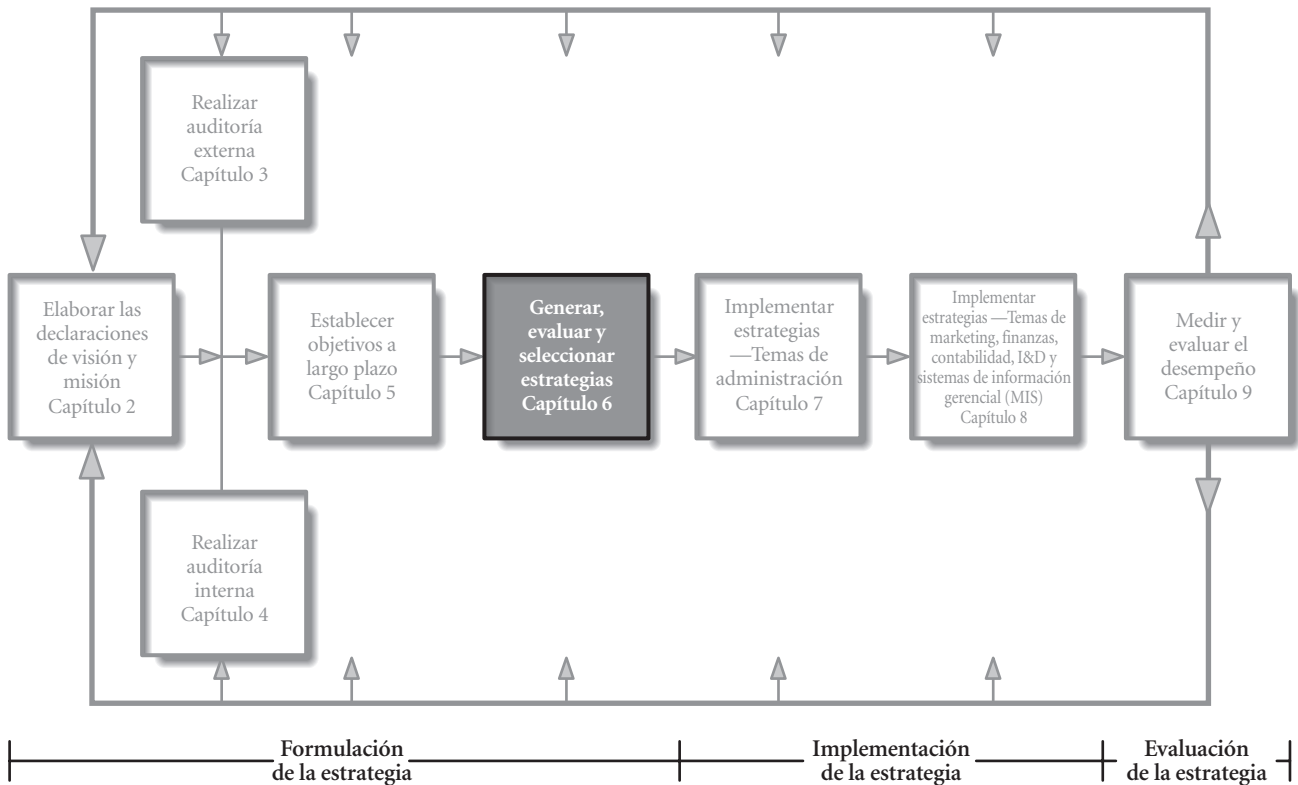 Realizar
auditoría
externa
Capítulo 3
Elaborar las
declaraciones
de visión y
misión
Capítulo 2
Establecer
objetivos a
largo plazo
Capítulo 5
Generar,
evaluar y
seleccionar
estrategias
Capítulo 6
Implementar
estrategias
—Temas de
administración
Capítulo 7
Implementar
estrategias —Temas de
marketing, finanzas,
contabilidad, I&D y
sistemas de información
gerencial (MIS)
Capítulo 8
Medir y
evaluar el
desempeño
Capítulo 9
Realizar
auditoría
interna
Capítulo 4
Formulación
de la estrategia
Implementación
de la estrategia
Evaluación
de la estrategia